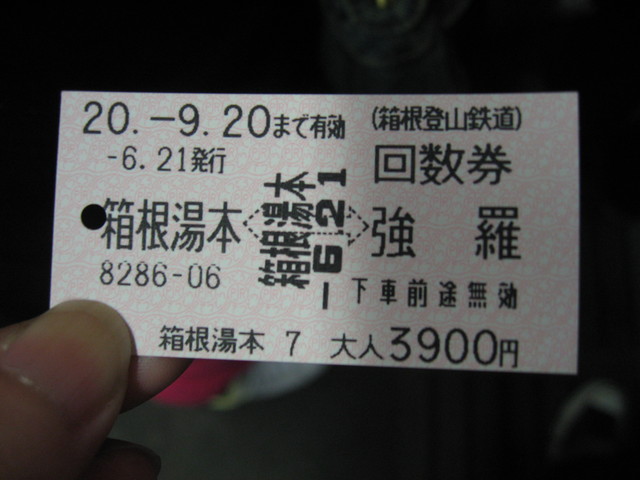 20.-9.20まで有効 (箱根登山鉄道)
-6.21発行 回数券
箱根湯本 強羅
8286-06 下車前途無効
箱根湯本
-6 21
箱根湯本 7 大人3900円